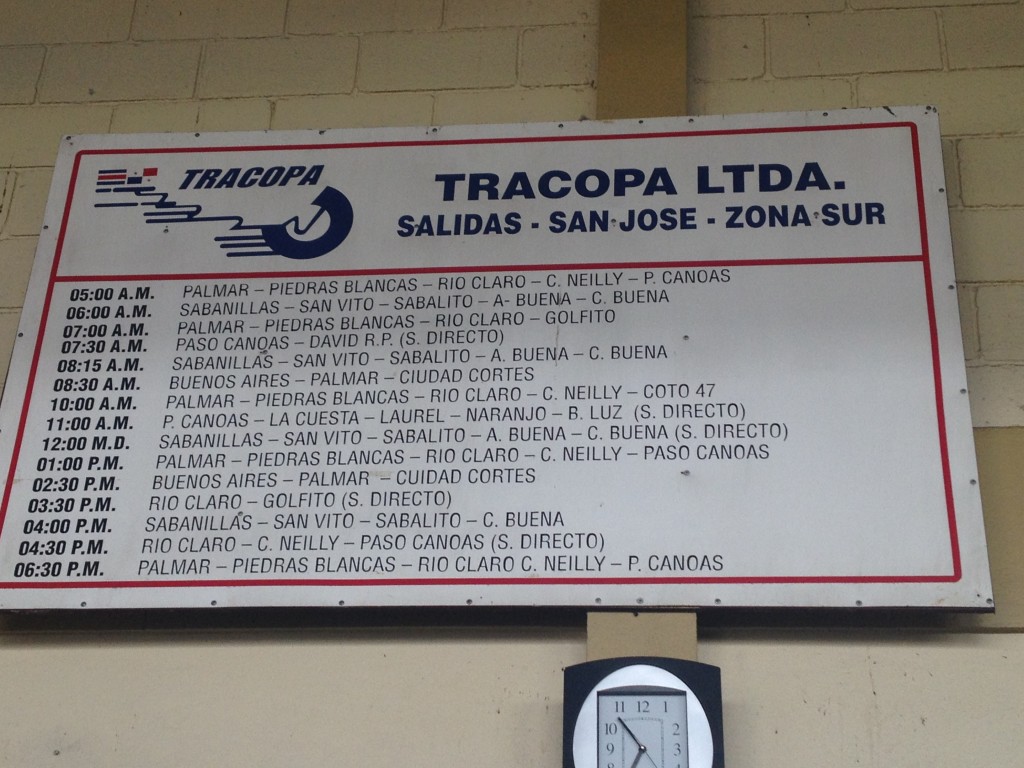 TRACOPA
TRACOPA LTDA.
SALIDAS - SAN JOSE - ZONA SUR
05:00 A.M. PALMAR – PIEDRAS BLANCAS – RIO CLARO – C. NEILLY – P. CANOAS
06:00 A.M. SABANILLAS – SAN VITO – SABALITO – A- BUENA – C. BUENA
07:00 A.M. PALMAR – PIEDRAS BLANCAS – RIO CLARO – GOLFITO
07:30 A.M. PASO CANOAS – DAVID R.P. (S. DIRECTO)
08:15 A.M. SABANILLAS – SAN VITO – SABALITO – A. BUENA – C. BUENA
08:30 A.M. BUENOS AIRES – PALMAR – CIUDAD CORTES
10:00 A.M. PALMAR – PIEDRAS BLANCAS – RIO CLARO – C. NEILLY – COTO 47
11:00 A.M. P. CANOAS – LA CUESTA – LAUREL – NARANJO – B. LUZ (S. DIRECTO)
12:00 M.D. SABANILLAS – SAN VITO – SABALITO – A. BUENA – C. BUENA (S. DIRECTO)
01:00 P.M. PALMAR – PIEDRAS BLANCAS – RIO CLARO – C. NEILLY – PASO CANOAS
02:30 P.M. BUENOS AIRES – PALMAR – CUIDAD CORTES
03:30 P.M. RIO CLARO – GOLFITO (S. DIRECTO)
04:00 P.M. SABANILLAS – SAN VITO – SABALITO – C. BUENA
04:30 P.M. RIO CLARO – C. NEILLY – PASO CANOAS (S. DIRECTO)
06:30 P.M. PALMAR – PIEDRAS BLANCAS – RIO CLARO C. NEILLY – P. CANOAS
11 12 1
10 2
9 3